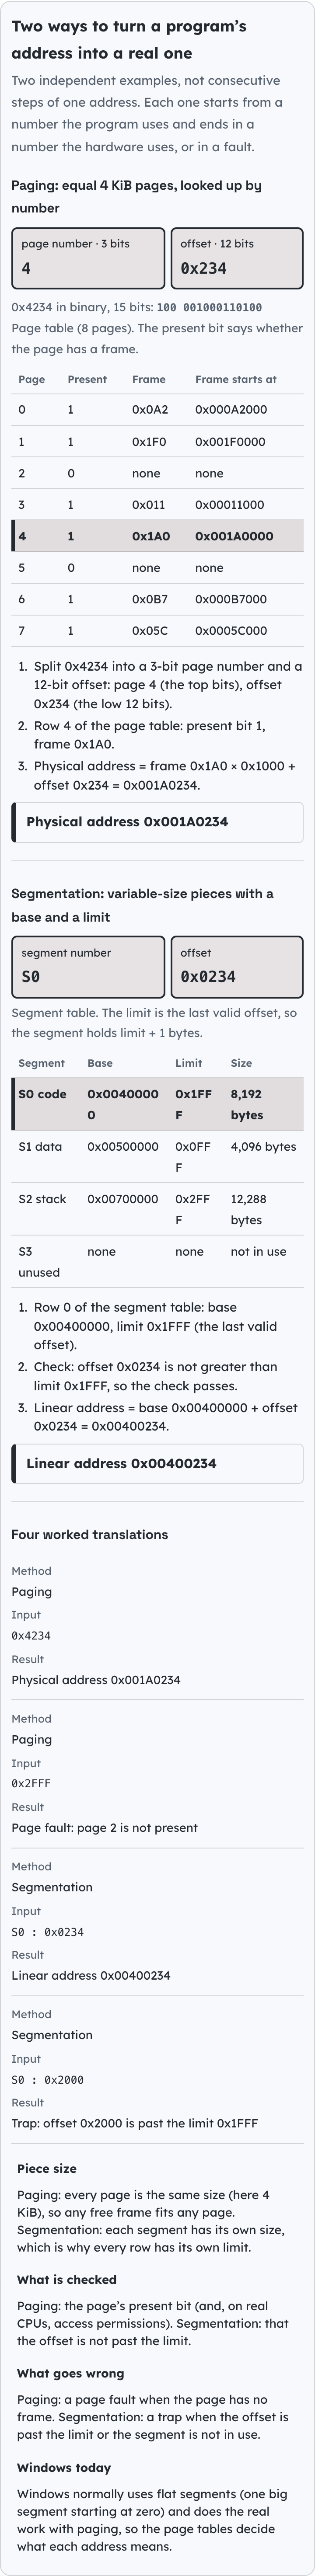 Two ways to turn a program's
address into a real one
Two independent examples, not consecutive
steps of one address. Each one starts from a
number the program uses and ends in a
number the hardware uses, or in a fault.
Paging: equal 4 KiB pages, looked up by
number
page number · 3 bits
4
offset · 12 bits
0x234
0x4234 in binary, 15 bits: 100 001000110100
Page table (8 pages). The present bit says whether
the page has a frame.
Page Present Frame Frame starts at
0 1 0x0A2 0x000A2000
1 1 0x1F0 0x001F0000
2 0 none none
3 1 0x011 0x00011000
4 1 0x1A0 0x001A0000
5 0 none none
6 1 0x0B7 0x000B7000
7 1 0x05C 0x0005C000
1. Split 0x4234 into a 3-bit page number and a
12-bit offset: page 4 (the top bits), offset
0x234 (the low 12 bits).
2. Row 4 of the page table: present bit 1,
frame 0x1A0.
3. Physical address = frame 0x1A0 × 0x1000 +
offset 0x234 = 0x001A0234.
Physical address 0x001A0234
Segmentation: variable-size pieces with a
base and a limit
segment number
S0
offset
0x0234
Segment table. The limit is the last valid offset, so
the segment holds limit + 1 bytes.
Segment Base Limit Size
S0 code 0x0040000 0x1FF 8,192
0 F bytes
S1 data 0x00500000 0x0FF 4,096 bytes
F
S2 stack 0x00700000 0x2FF 12,288
F bytes
S3 none none not in use
unused
1. Row 0 of the segment table: base
0x00400000, limit 0x1FFF (the last valid
offset).
2. Check: offset 0x0234 is not greater than
limit 0x1FFF, so the check passes.
3. Linear address = base 0x00400000 + offset
0x0234 = 0x00400234.
Linear address 0x00400234
Four worked translations
Method
Paging
Input
0x4234
Result
Physical address 0x001A0234
Method
Paging
Input
0x2FFF
Result
Page fault: page 2 is not present
Method
Segmentation
Input
S0 : 0x0234
Result
Linear address 0x00400234
Method
Segmentation
Input
S0 : 0x2000
Result
Trap: offset 0x2000 is past the limit 0x1FFF
Piece size
Paging: every page is the same size (here 4
KiB), so any free frame fits any page.
Segmentation: each segment has its own size,
which is why every row has its own limit.
What is checked
Paging: the page's present bit (and, on real
CPUs, access permissions). Segmentation: that
the offset is not past the limit.
What goes wrong
Paging: a page fault when the page has no
frame. Segmentation: a trap when the offset is
past the limit or the segment is not in use.
Windows today
Windows normally uses flat segments (one big
segment starting at zero) and does the real
work with paging, so the page tables decide
what each address means.